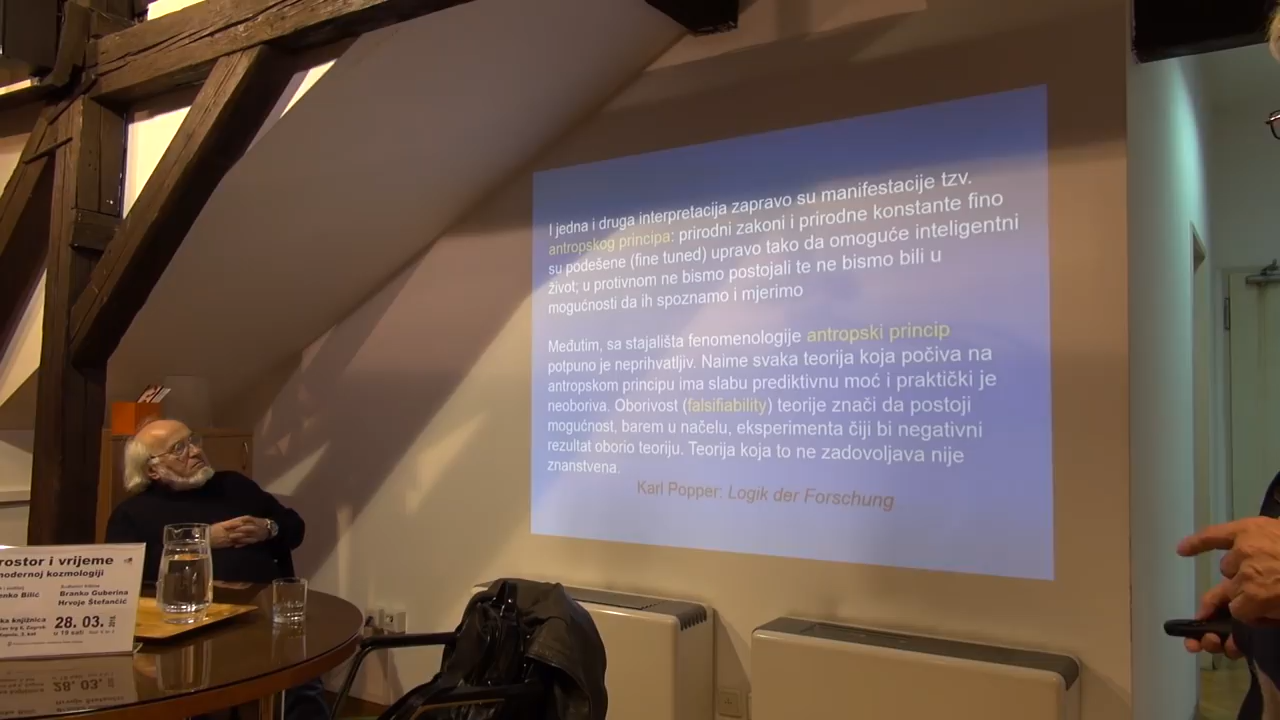 I jedna i druga interpretacija zapravo su manifestacije tzv.
antropskog principa: prirodni zakoni i prirodne konstante fino
su podešene (fine tuned) upravo tako da omoguće inteligentni
život; u protivnom ne bismo postojali te ne bismo bili u
mogućnosti da ih spoznamo i mjerimo
Međutim, sa stajališta fenomenologije antropski princip
potpuno je neprihvatljiv. Naime svaka teorija koja počiva na
antropskom principu ima slabu prediktivnu moć i praktički je
neoboriva. Oborivost (falsifiability) teorije znači da postoji
mogućnost, barem u načelu, eksperimenta čiji bi negativni
rezultat oborio teoriju. Teorija koja to ne zadovoljava nije
znanstvena.
Karl Popper: Logik der Forschung
rostor i vrijeme
modernoj kozmologiji
enko Bilić
Branko Guberina
Hrvoje Štefančić
ka knjižnica
28. 03.
u 19 sati